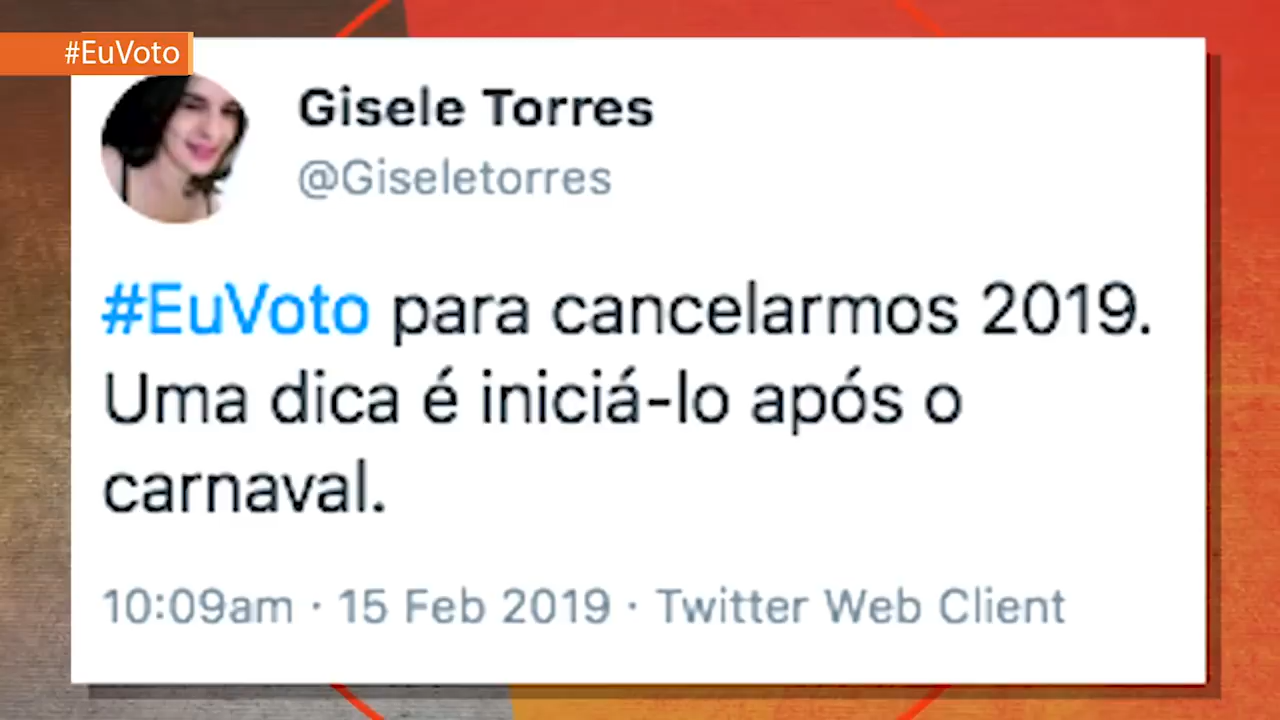 #EuVoto
Gisele Torres
@Giseletorres
#EuVoto para cancelarmos 2019.
Uma dica é iniciá-lo após o
carnaval.
10:09am · 15 Feb 2019 · Twitter Web Client